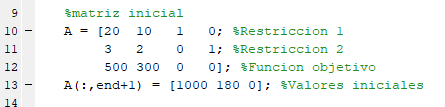 9 %matriz inicial
10 - A = [20 10 1 0; %Restriccion 1
11 3 2 0 1; %Restriccion 2
12 500 300 0 0]; %Funcion objetivo
13 - A(:,end+1) = [1000 180 0]; %Valores iniciales
14